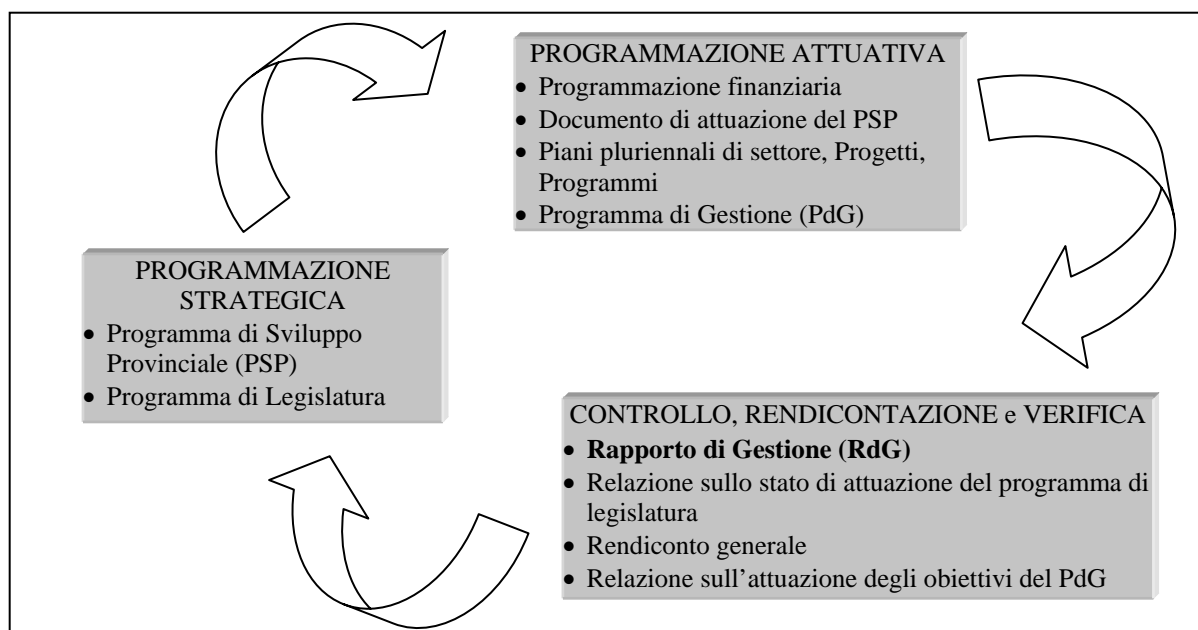 PROGRAMMAZIONE ATTUATIVA
• Programmazione finanziaria
• Documento di attuazione del PSP
• Piani pluriennali di settore, Progetti,
Programmi
• Programma di Gestione (PdG)
PROGRAMMAZIONE
STRATEGICA
• Programma di Sviluppo
Provinciale (PSP)
• Programma di Legislatura
CONTROLLO, RENDICONTAZIONE e VERIFICA
• Rapporto di Gestione (RdG)
• Relazione sullo stato di attuazione del programma di
legislatura
• Rendiconto generale
• Relazione sull’attuazione degli obiettivi del PdG